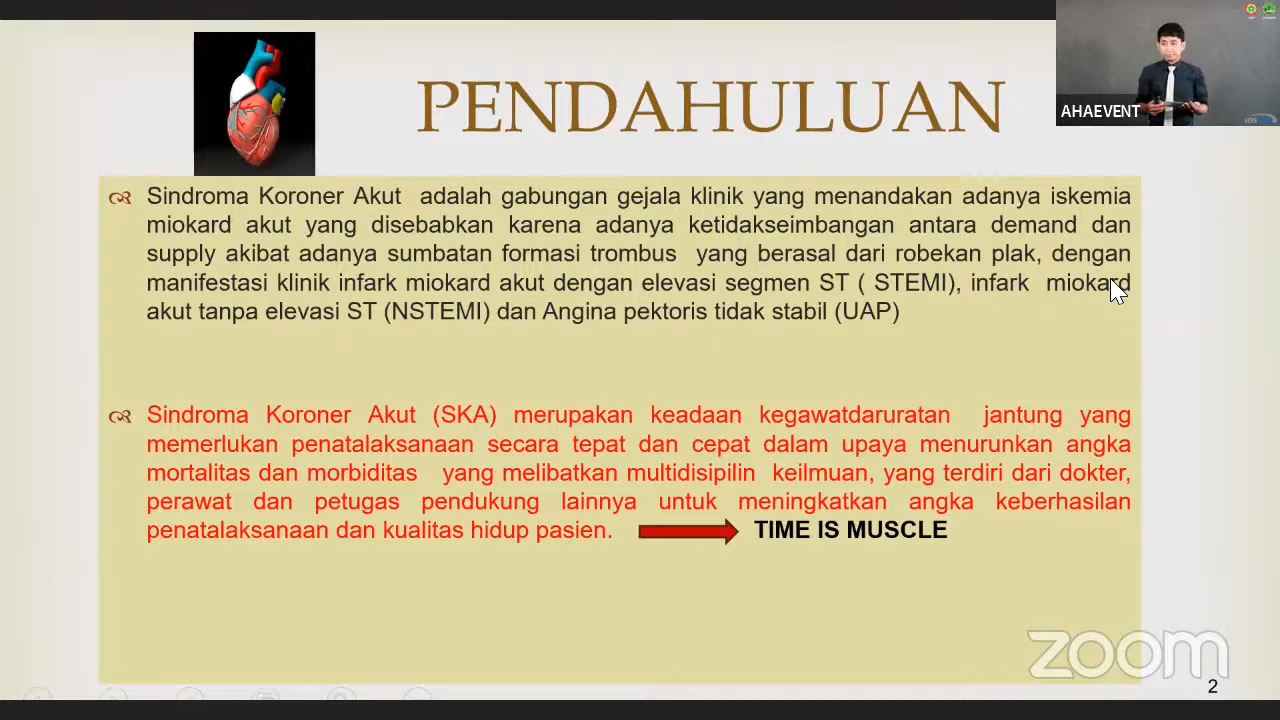 PENDAHULUAN
AHAEVENT
Sindroma Koroner Akut adalah gabungan gejala klinik yang menandakan adanya iskemia
miokard akut yang disebabkan karena adanya ketidakseimbangan antara demand dan
supply akibat adanya sumbatan formasi trombus yang berasal dari robekan plak, dengan
manifestasi klinik infark miokard akut dengan elevasi segmen ST ( STEMI), infark miokard
akut tanpa elevasi ST (NSTEMI) dan Angina pektoris tidak stabil (UAP)
Sindroma Koroner Akut (SKA) merupakan keadaan kegawatdaruratan jantung yang
memerlukan penatalaksanaan secara tepat dan cepat dalam upaya menurunkan angka
mortalitas dan morbiditas yang melibatkan multidisipilin keilmuan, yang terdiri dari dokter,
perawat dan petugas pendukung lainnya untuk meningkatkan angka keberhasilan
penatalaksanaan dan kualitas hidup pasien. TIME IS MUSCLE
zoom
2